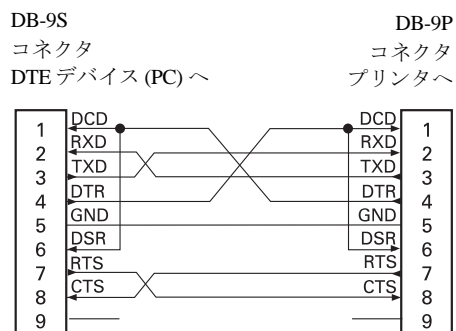 DB-9S
コネクタ
DTE デバイス (PC) へ
DB-9P
コネクタ
プリンタへ
1 DCD DCD 1
2 RXD RXD 2
3 TXD TXD 3
4 DTR DTR 4
5 GND GND 5
6 DSR DSR 6
7 RTS RTS 7
8 CTS CTS 8
9 9